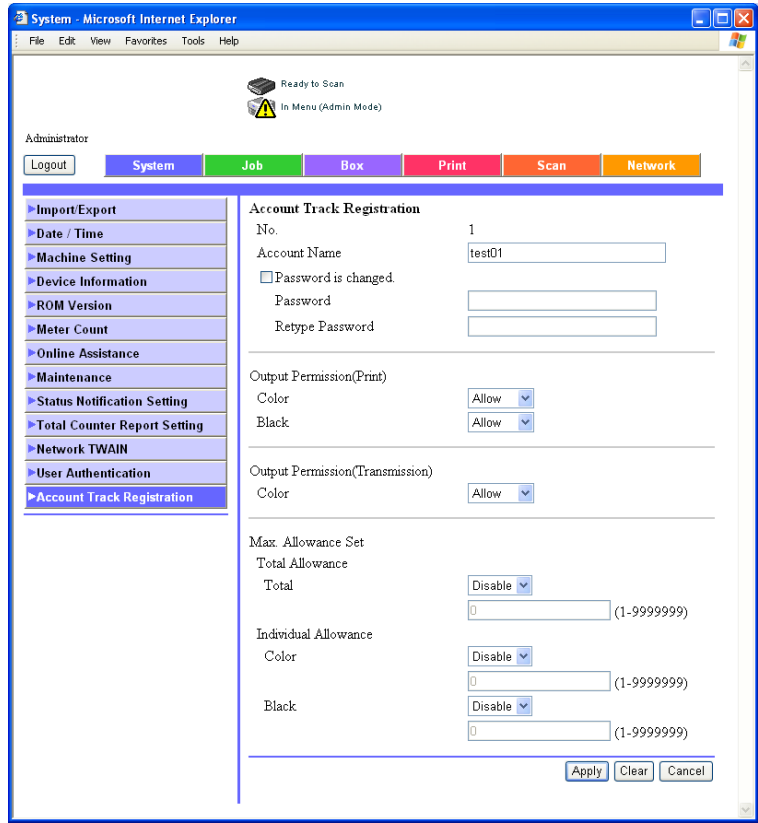 System - Microsoft Internet Explorer
File Edit View Favorites Tools Help
Ready to Scan
In Menu (Admin Mode)
Administrator
Logout System Job Box Print Scan Network
Import/Export
Date / Time
Machine Setting
Device Information
ROM Version
Meter Count
Online Assistance
Maintenance
Status Notification Setting
Total Counter Report Setting
Network TWAIN
User Authentication
Account Track Registration
Account Track Registration
No. 1
Account Name test01
Password is changed.
Password
Retype Password
Output Permission(Print)
Color Allow
Black Allow
Output Permission(Transmission)
Color Allow
Max. Allowance Set
Total Allowance
Total Disable
0 (1-9999999)
Individual Allowance
Color Disable
0 (1-9999999)
Black Disable
0 (1-9999999)
Apply Clear Cancel